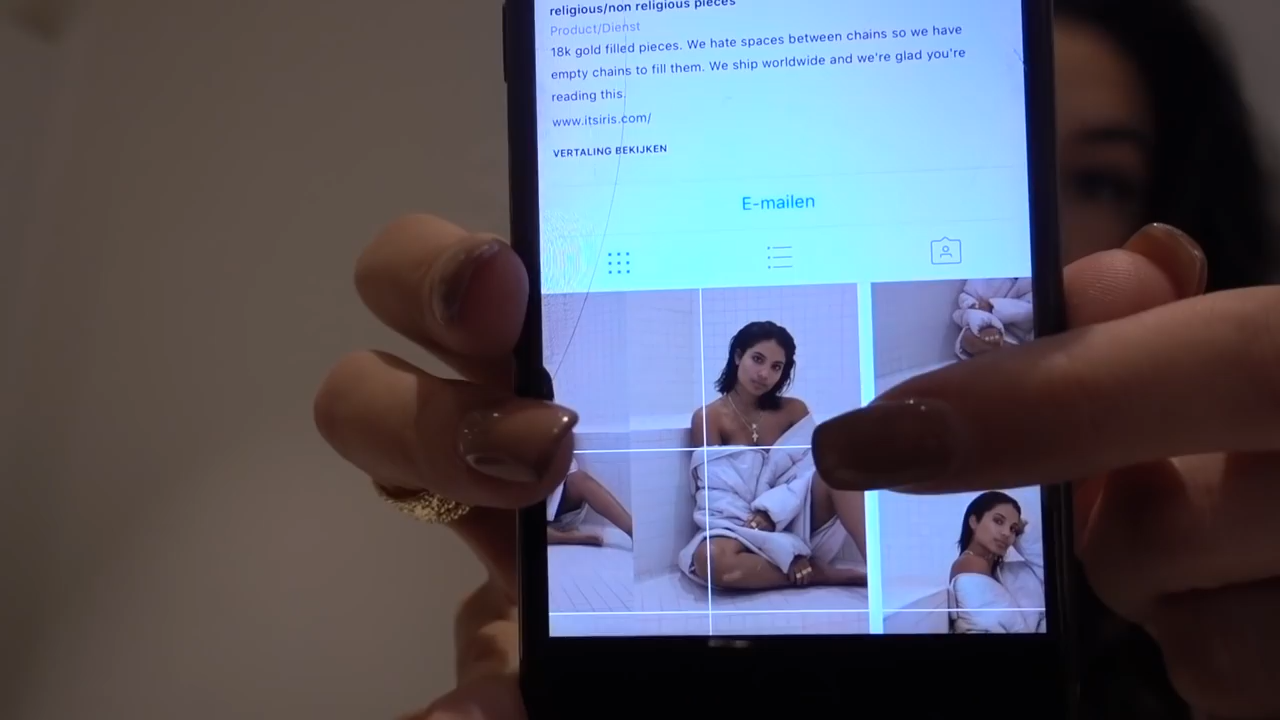 religious/non religious pieces
Product/Dienst
18k gold filled pieces. We hate spaces between chains so we have
empty chains to fill them. We ship worldwide and we're glad you're
reading this.
www.itsiris.com/
VERTALING BEKIJKEN
E-mailen